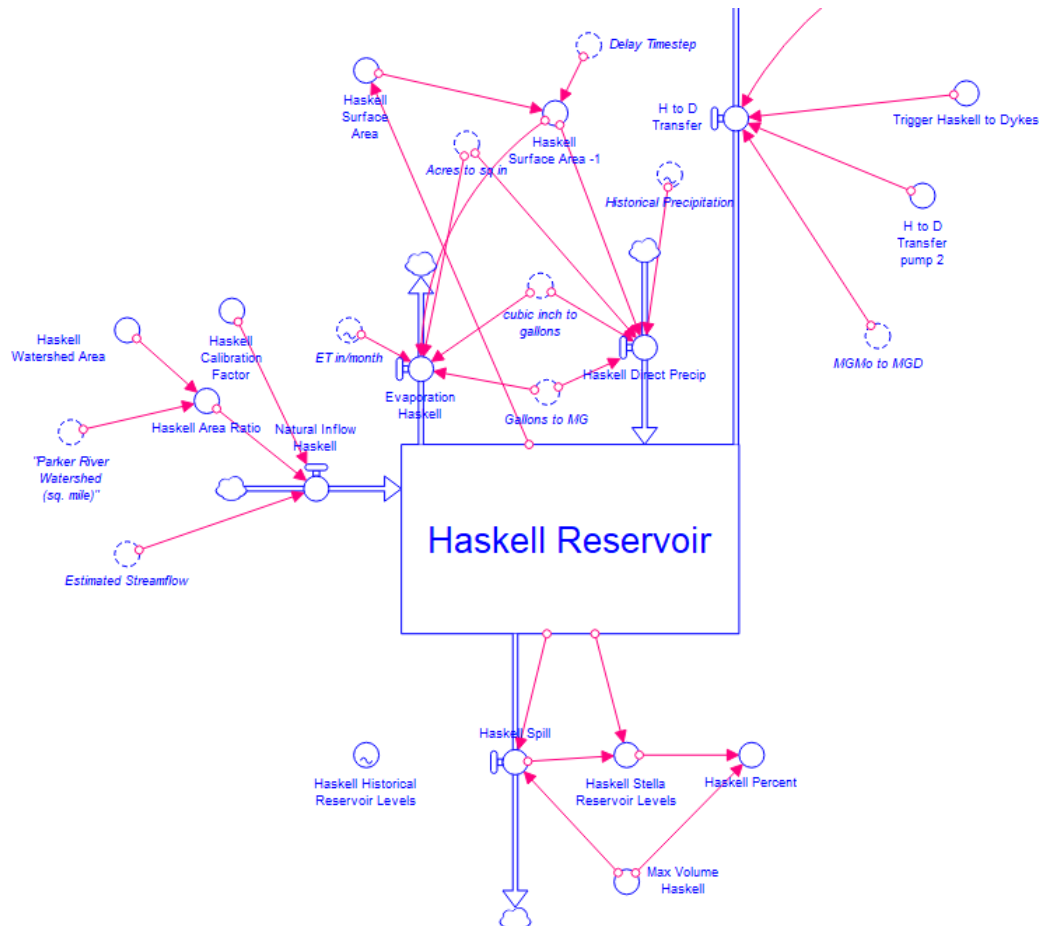 Delay Timestep
Haskell
Surface
Area
H to D
Transfer
Trigger Haskell to Dykes
Haskell
Surface Area -1
Acres to sq in
Historical Precipitation
H to D
Transfer
pump 2
cubic inch to
gallons
Haskell
Watershed Area
Haskell
Calibration
Factor
ET in/month
MGMo to MGD
Haskell Direct Precip
Evaporation
Haskell
Gallons to MG
Haskell Area Ratio
Natural Inflow
Haskell
"Parker River
Watershed
(sq. mile)"
Haskell Reservoir
Estimated Streamflow
Haskell Spill
Haskell Historical
Reservoir Levels
Haskell Stella
Reservoir Levels
Haskell Percent
Max Volume
Haskell